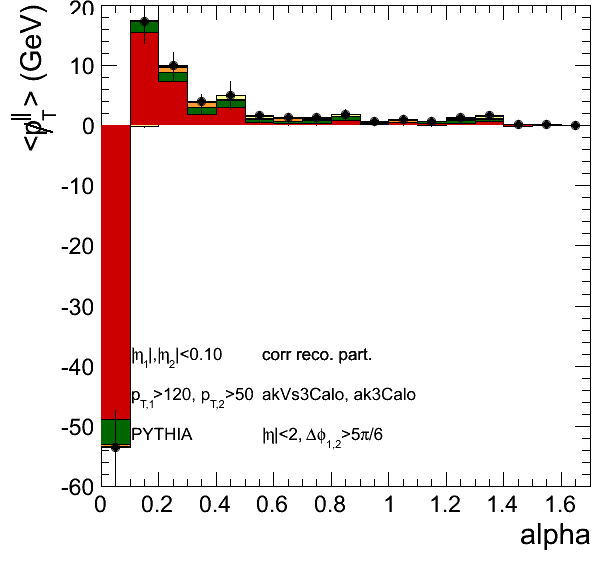 <p̸_T^||> (GeV)
20
10
0
-10
-20
-30
-40
-50
-60
|η₁|,|η₂|<0.10 corr reco. part.
p_T,1>120, p_T,2>50 akVs3Calo, ak3Calo
PYTHIA |η|<2, Δϕ₁,₂>5π/6
0 0.2 0.4 0.6 0.8 1 1.2 1.4 1.6
alpha